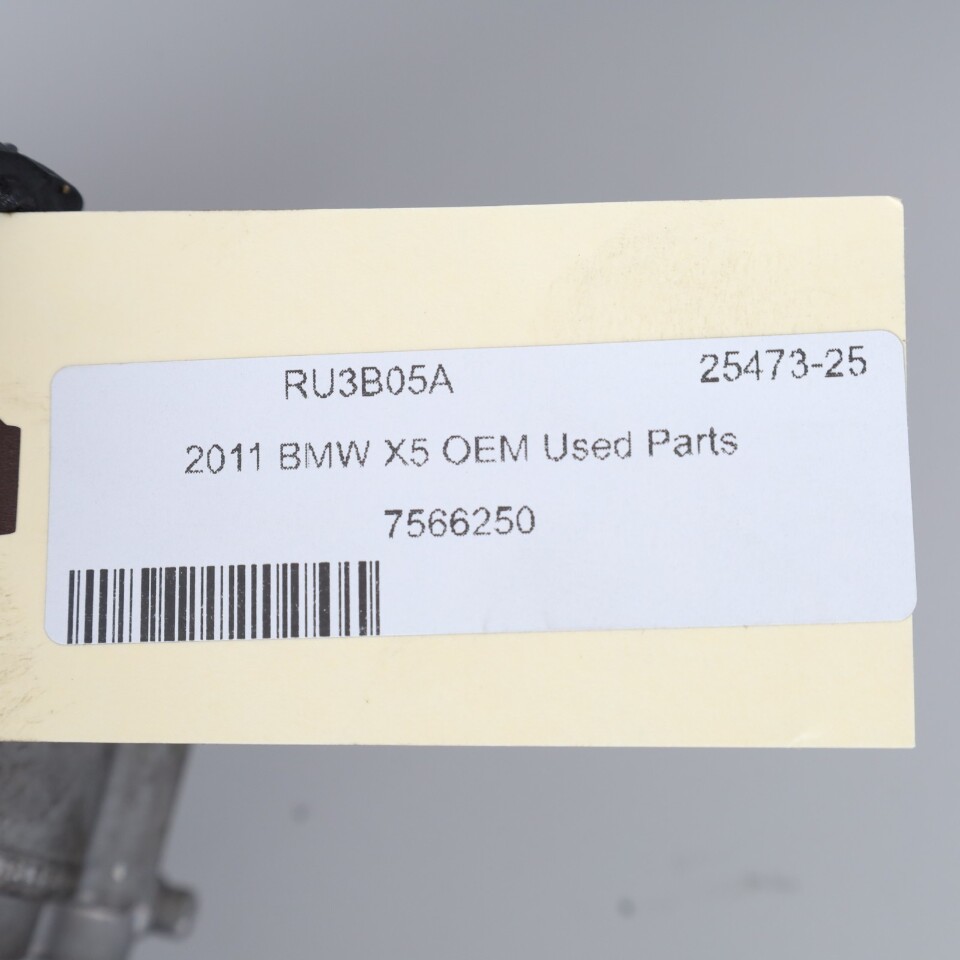 RU3B05A 25473-25
2011 BMW X5 OEM Used Parts
7566250